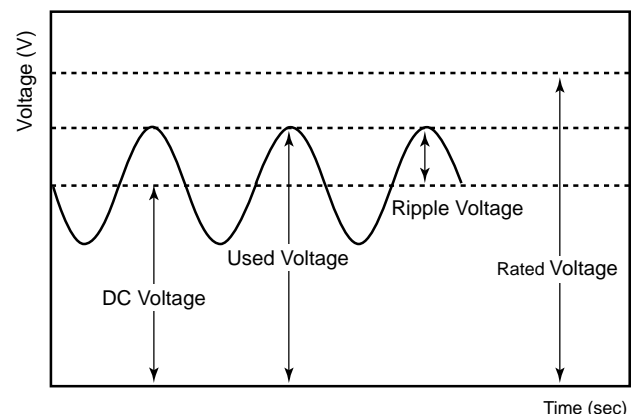 Voltage (V)
Ripple Voltage
Used Voltage
Rated Voltage
DC Voltage
Time (sec)